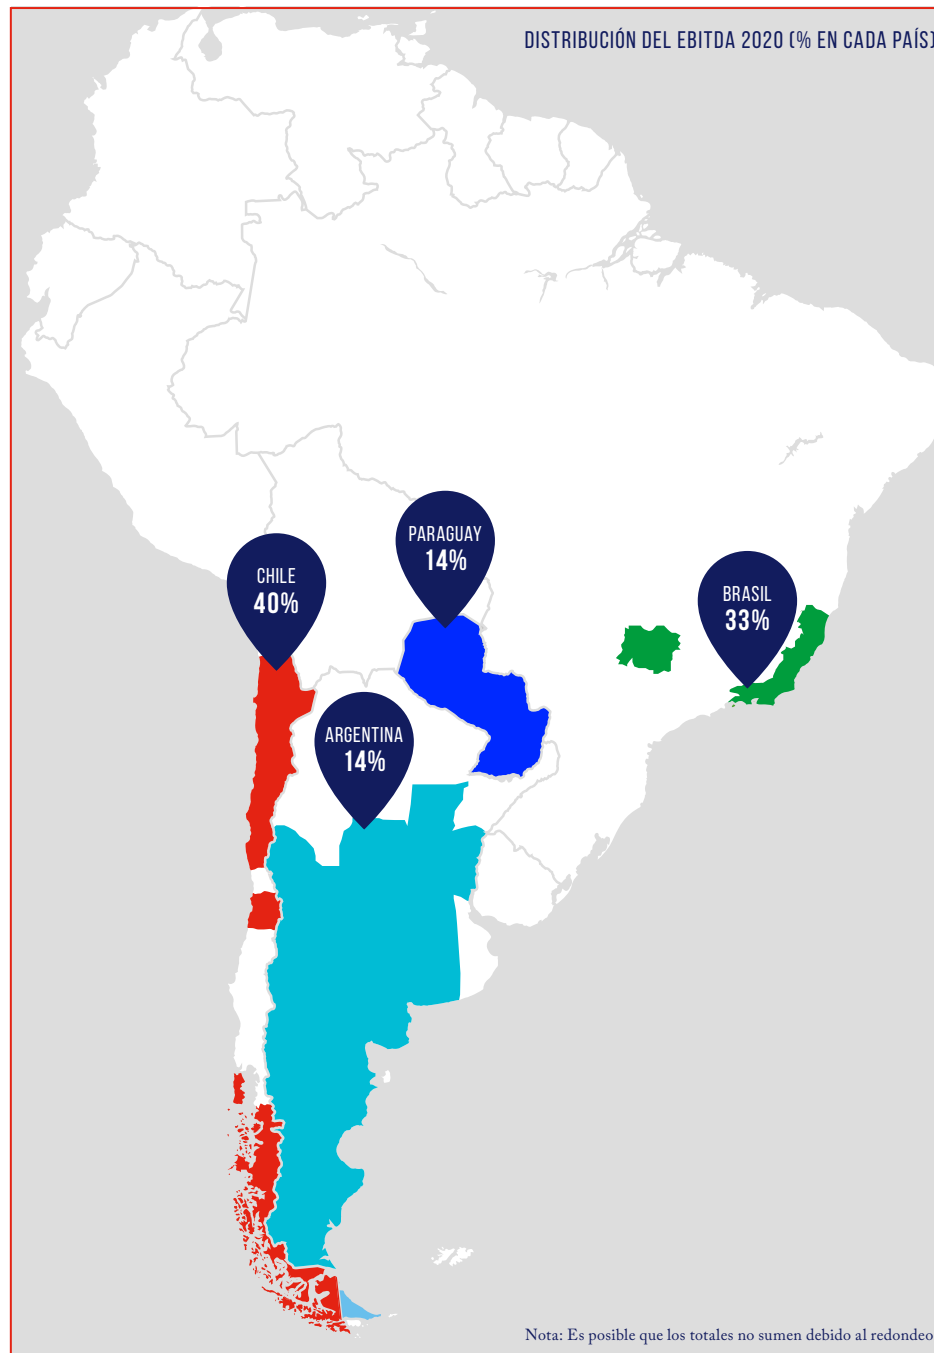 DISTRIBUCIÓN DEL EBITDA 2020 (% EN CADA PAÍS)
PARAGUAY
14%
CHILE
40%
BRASIL
33%
ARGENTINA
14%
Nota: Es posible que los totales no sumen debido al redondeo